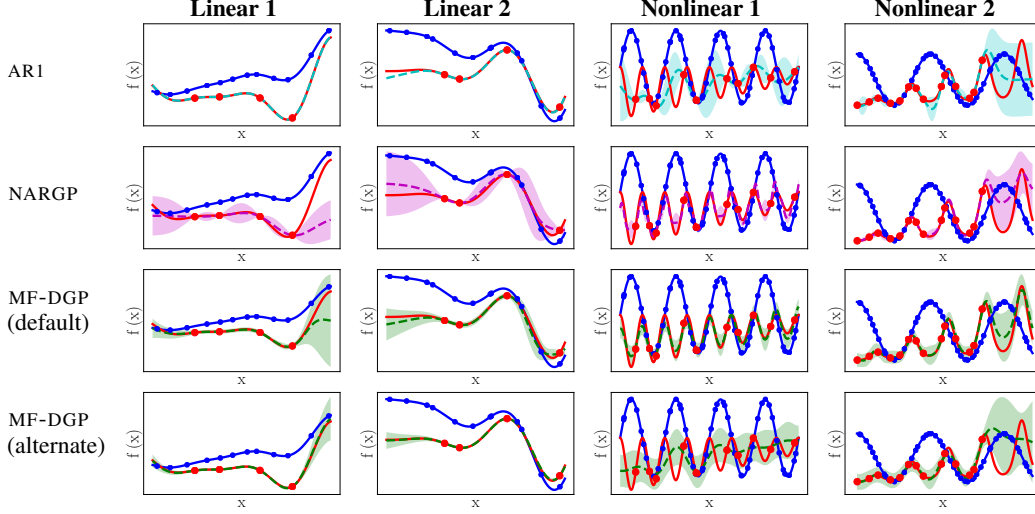 Linear 1 Linear 2 Nonlinear 1 Nonlinear 2
AR1
f(x) f(x) f(x) f(x)
x x x x
NARGP
f(x) f(x) f(x) f(x)
x x x x
MF-DGP
(default)
f(x) f(x) f(x) f(x)
x x x x
MF-DGP
(alternate)
f(x) f(x) f(x) f(x)
x x x x